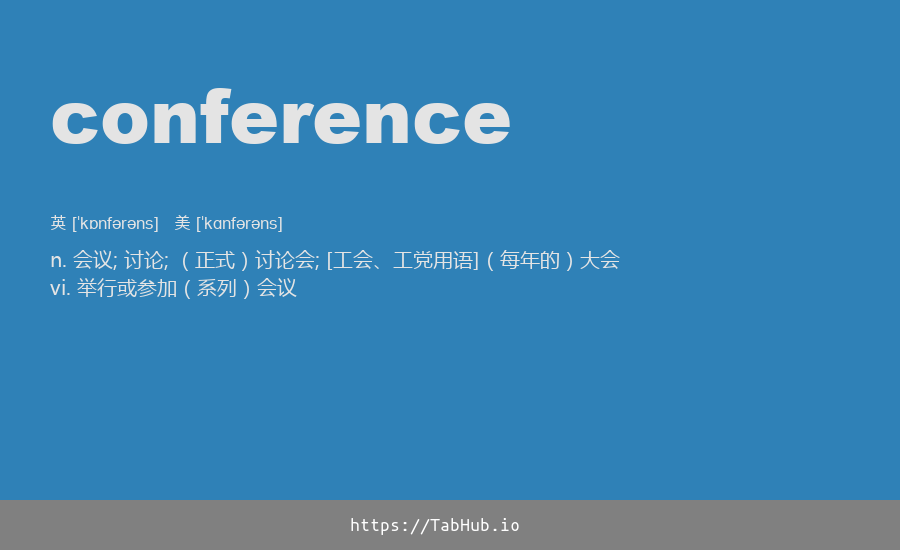 conference
英 [ˈkɒnfərəns] 美 [ˈkɑnfərəns]
n. 会议; 讨论; （正式）讨论会; [工会、工党用语]（每年的）大会
vi. 举行或参加（系列）会议
https://TabHub.io